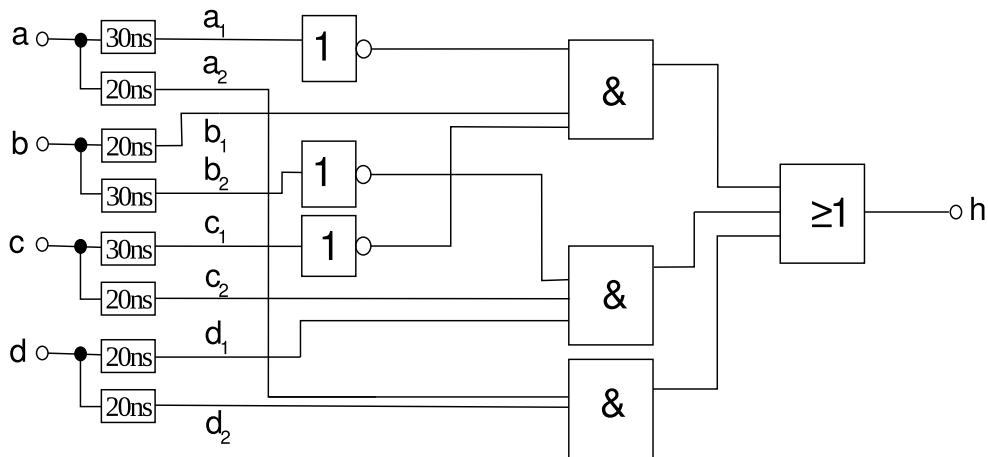 a 30ns a1 1
20ns a2
&
b 20ns b1
30ns b2 1
≥1 h
c 30ns c1 1
20ns c2 &
d 20ns d1
20ns d2 &